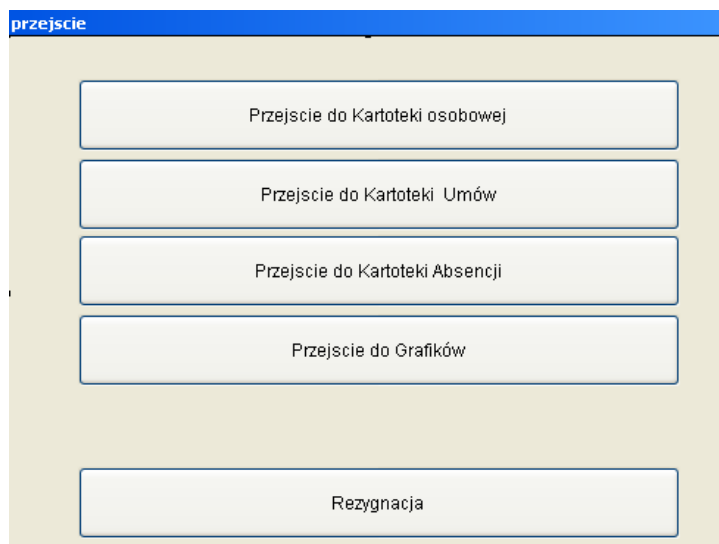 przejscie
Przejscie do Kartoteki osobowej
Przejscie do Kartoteki  Umów
Przejscie do Kartoteki Absencji
Przejscie do Grafików
Rezygnacja